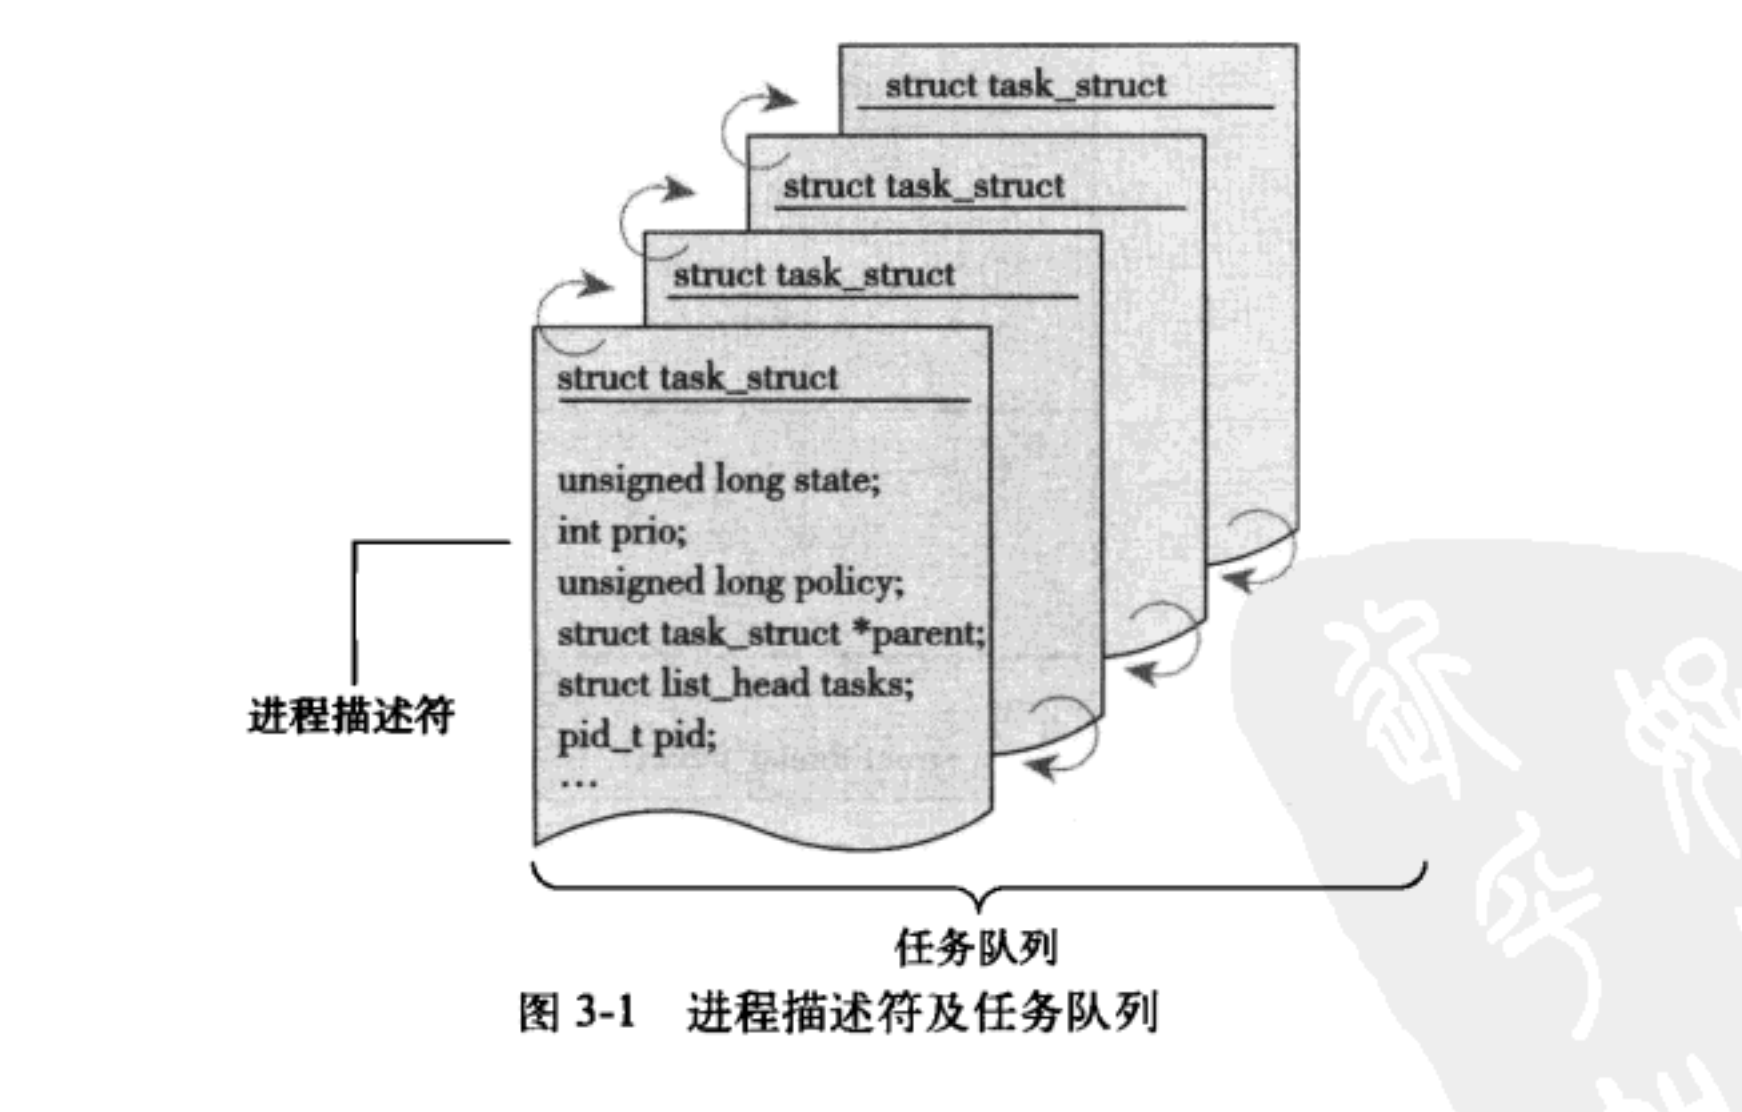 struct task_struct
struct task_struct
struct task_struct
struct task_struct
unsigned long state;
int prio;
unsigned long policy;
struct task_struct *parent;
struct list_head tasks;
pid_t pid;
…
进程描述符
任务队列
图 3-1 进程描述符及任务队列